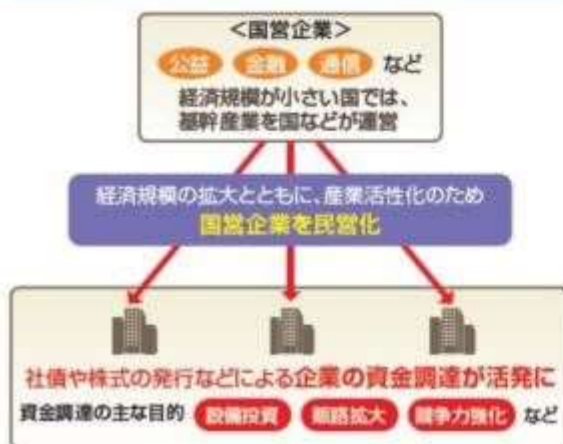 ＜国営企業＞
公益 金融 通信 など
経済規模が小さい国では、
基幹産業を国などが運営
経済規模の拡大とともに、産業活性化のため
国営企業を民営化
社債や株式の発行などによる企業の資金調達が活発に
資金調達の主な目的 設備投資 販路拡大 競争力強化 など